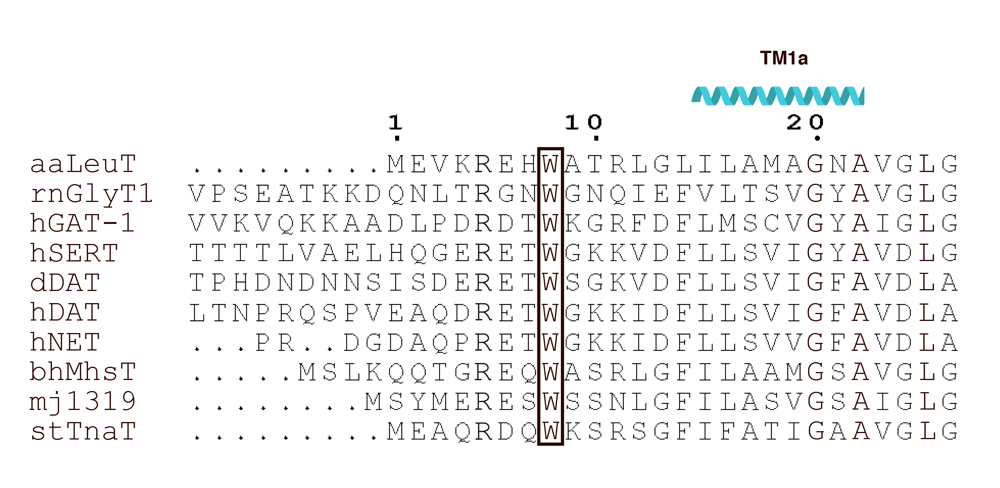 TM1a
1 10 20
aaLeuT .........MEVKREHWATRLGLILAMAGNAVGLG
rnGlyT1 VPSEATKKDQNLTRGNWGNQIEFVLTSVGYAVGLG
hGAT-1 VVKVQKKAADLPDRDTWKGRFDFLMSCVGYAIGLG
hSERT TTTTLVAELHQGERETWGKKVDFLLSVIGYAVDLG
dDAT TPHDNDNNSISDERETWSGKVDFLLSVIGFAVDLA
hDAT LTNPRQSPVEAQDRETWGKKIDFLLSVIGFAVDLA
hNET ...PR..DGDAQPRETWGKKIDFLLSVVGFAVDLA
bhMhsT .....MSLKQQTGREQWASRLGFILAAMGSAVGLG
mj1319 ........MSYMERESWSSNLGFILASVGSAIGLG
stTnaT .........MEAQRDQWKSRSGFIFATIGAAVGLG